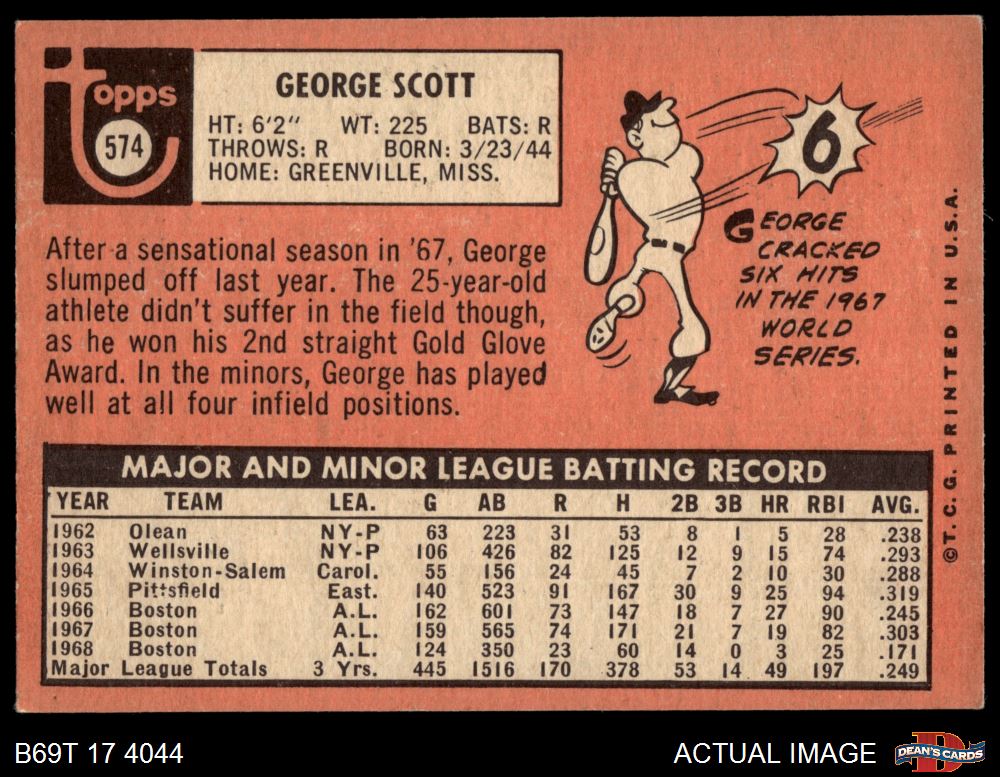 topps
574
GEORGE SCOTT
HT: 6'2" WT: 225 BATS: R
THROWS: R BORN: 3/23/44
HOME: GREENVILLE, MISS.
After a sensational season in '67, George
slumped off last year. The 25-year-old
athlete didn't suffer in the field though,
as he won his 2nd straight Gold Glove
Award. In the minors, George has played
well at all four infield positions.
6
GEORGE
CRACKED
SIX HITS
IN THE 1967
WORLD
SERIES.
©T.C.G. PRINTED IN U.S.A.
MAJOR AND MINOR LEAGUE BATTING RECORD
YEAR TEAM LEA. G AB R H 2B 3B HR RBI AVG.
1962 Olean NY-P 63 223 31 53 8 1 5 28 .238
1963 Wellsville NY-P 106 426 82 125 12 9 15 74 .293
1964 Winston-Salem Carol. 55 156 24 45 7 2 10 30 .288
1965 Pittsfield East. 140 523 91 167 30 9 25 94 .319
1966 Boston A.L. 162 601 73 147 18 7 27 90 .245
1967 Boston A.L. 159 565 74 171 21 7 19 82 .303
1968 Boston A.L. 124 350 23 60 14 0 3 25 .171
Major League Totals 3 Yrs. 445 1516 170 378 53 14 49 197 .249
B69T 17 4044
ACTUAL IMAGE
D
DEAN'S CARDS